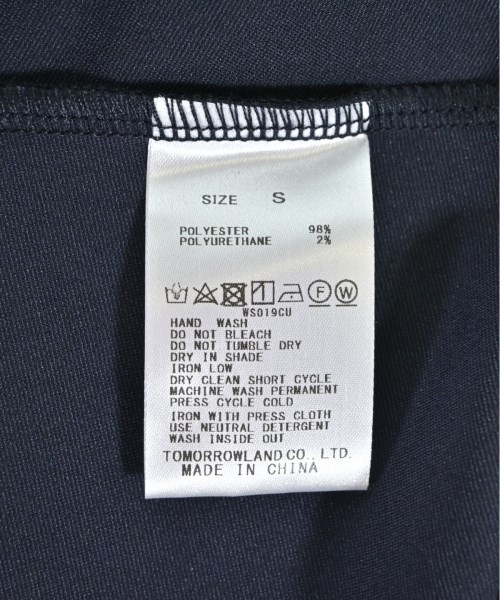 SIZE S
POLYESTER 98%
POLYURETHANE 2%
F W
WS019CU
HAND WASH
DO NOT BLEACH
DO NOT TUMBLE DRY
DRY IN SHADE
IRON LOW
DRY CLEAN SHORT CYCLE
MACHINE WASH PERMANENT
PRESS CYCLE COLD
IRON WITH PRESS CLOTH
USE NEUTRAL DETERGENT
WASH INSIDE OUT
TOMORROWLAND CO., LTD.
MADE IN CHINA